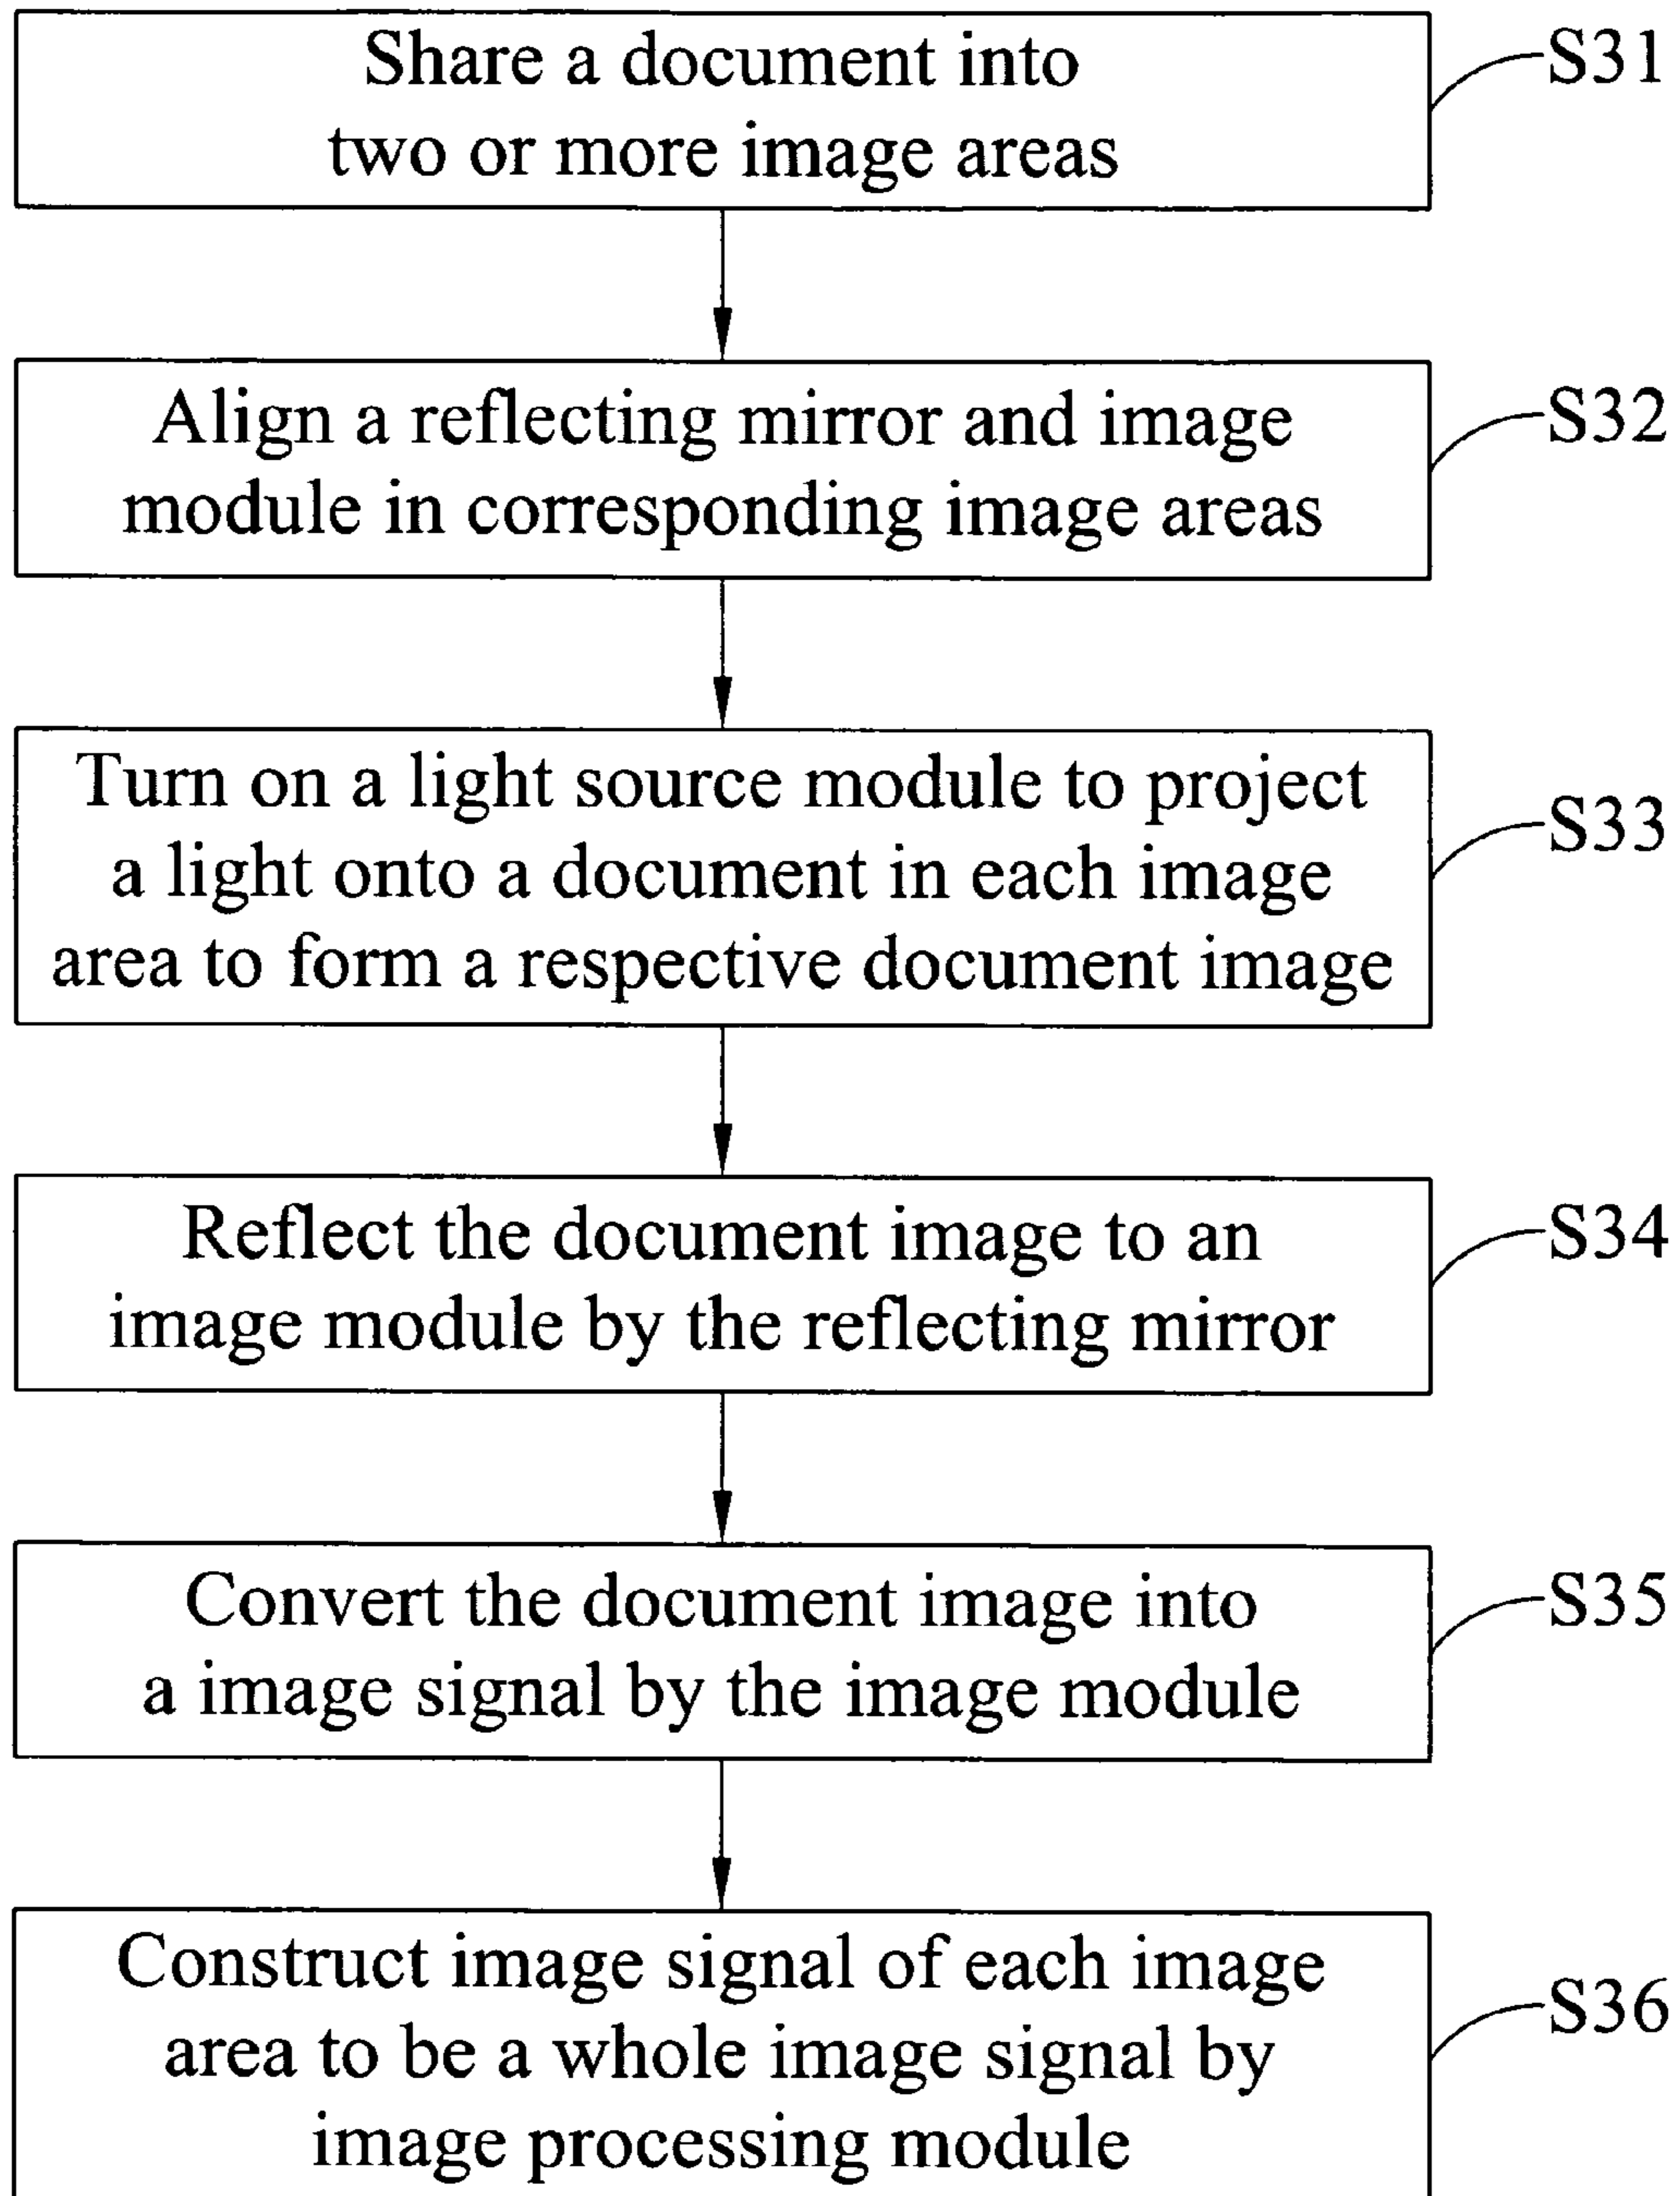 Share a document into
two or more image areas
S31
Align a reflecting mirror and image
module in corresponding image areas
S32
Turn on a light source module to project
a light onto a document in each image
area to form a respective document image
S33
Reflect the document image to an
image module by the reflecting mirror
S34
Convert the document image into
a image signal by the image module
S35
Construct image signal of each image
area to be a whole image signal by
image processing module
S36